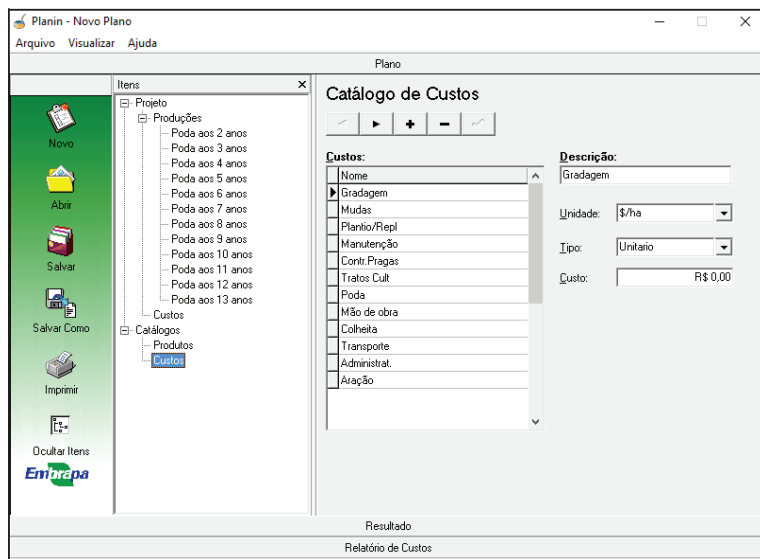 Planin - Novo Plano
Arquivo Visualizar Ajuda
Plano
Novo
Abrir
Salvar
Salvar Como
Imprimir
Ocultar Itens
Embrapa
Itens
Projeto
Produções
Poda aos 2 anos
Poda aos 3 anos
Poda aos 4 anos
Poda aos 5 anos
Poda aos 6 anos
Poda aos 7 anos
Poda aos 8 anos
Poda aos 9 anos
Poda aos 10 anos
Poda aos 11 anos
Poda aos 12 anos
Poda aos 13 anos
Custos
Catálogos
Produtos
Custos
Catálogo de Custos
Custos:
Nome
Gradagem
Mudas
Plantio/Repl
Manutenção
Contr.Pragas
Tratos Cult
Poda
Mão de obra
Colheita
Transporte
Administrat.
Aração
Descrição:
Gradagem
Unidade: $/ha
Tipo: Unitario
Custo: R$ 0,00
Resultado
Relatório de Custos